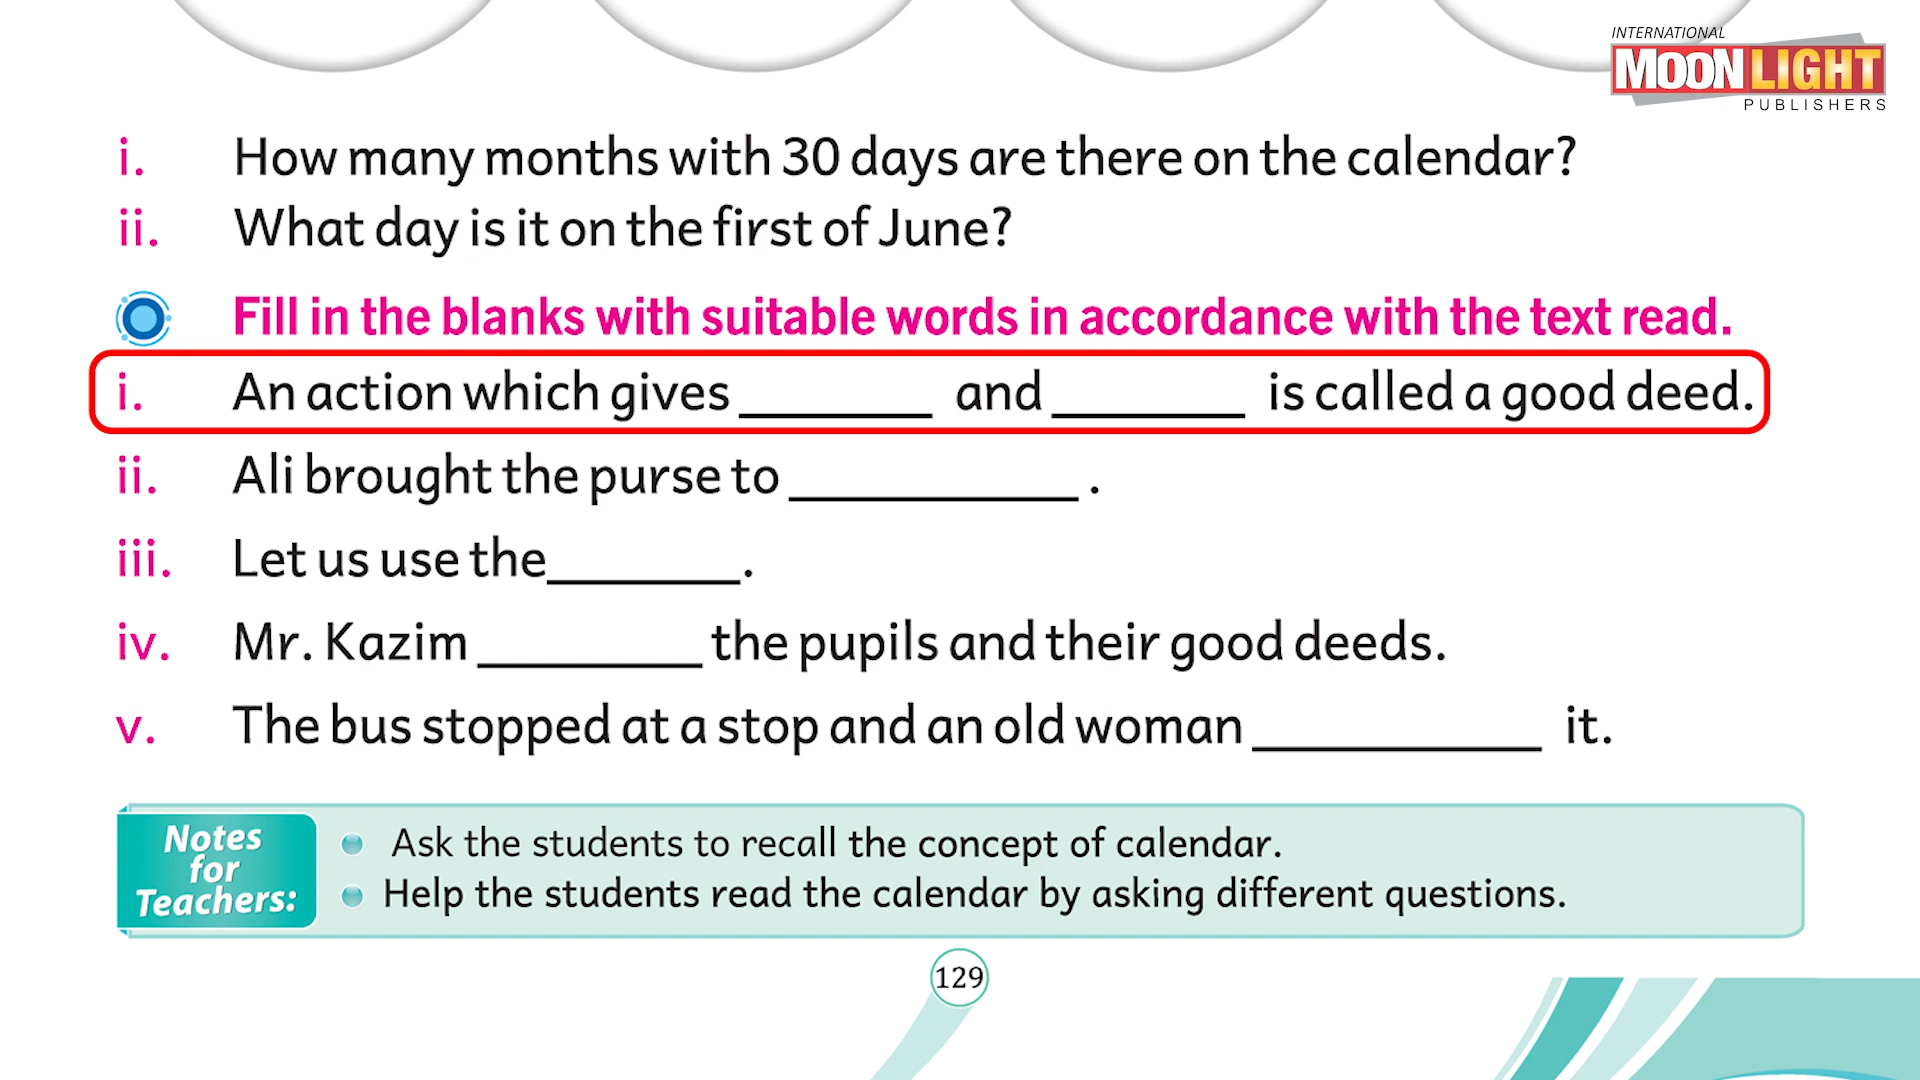 INTERNATIONAL
MOON LIGHT
PUBLISHERS
i. How many months with 30 days are there on the calendar?
ii. What day is it on the first of June?
Fill in the blanks with suitable words in accordance with the text read.
i. An action which gives _______ and _______ is called a good deed.
ii. Ali brought the purse to __________ .
iii. Let us use the_______.
iv. Mr. Kazim ________ the pupils and their good deeds.
v. The bus stopped at a stop and an old woman __________ it.
Notes
for
Teachers:
Ask the students to recall the concept of calendar.
Help the students read the calendar by asking different questions.
129